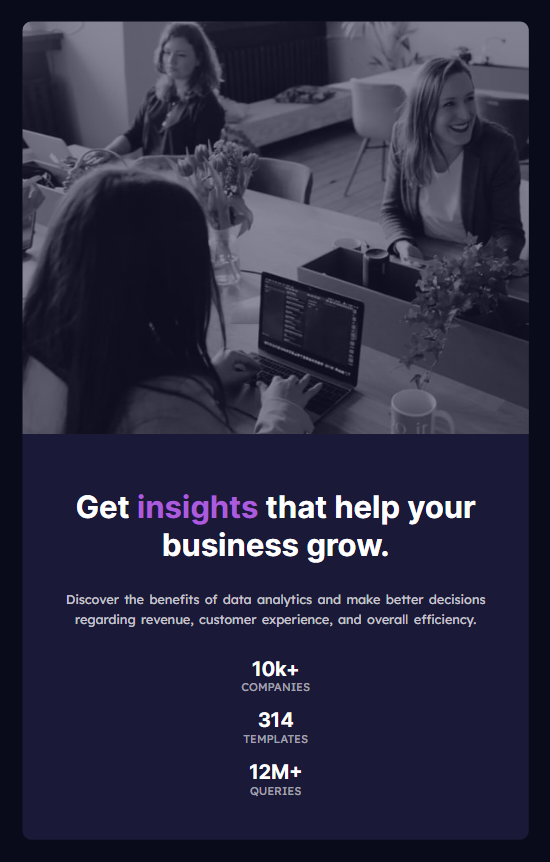 Get insights that help your
business grow.
Discover the benefits of data analytics and make better decisions
regarding revenue, customer experience, and overall efficiency.
10k+
COMPANIES
314
TEMPLATES
12M+
QUERIES